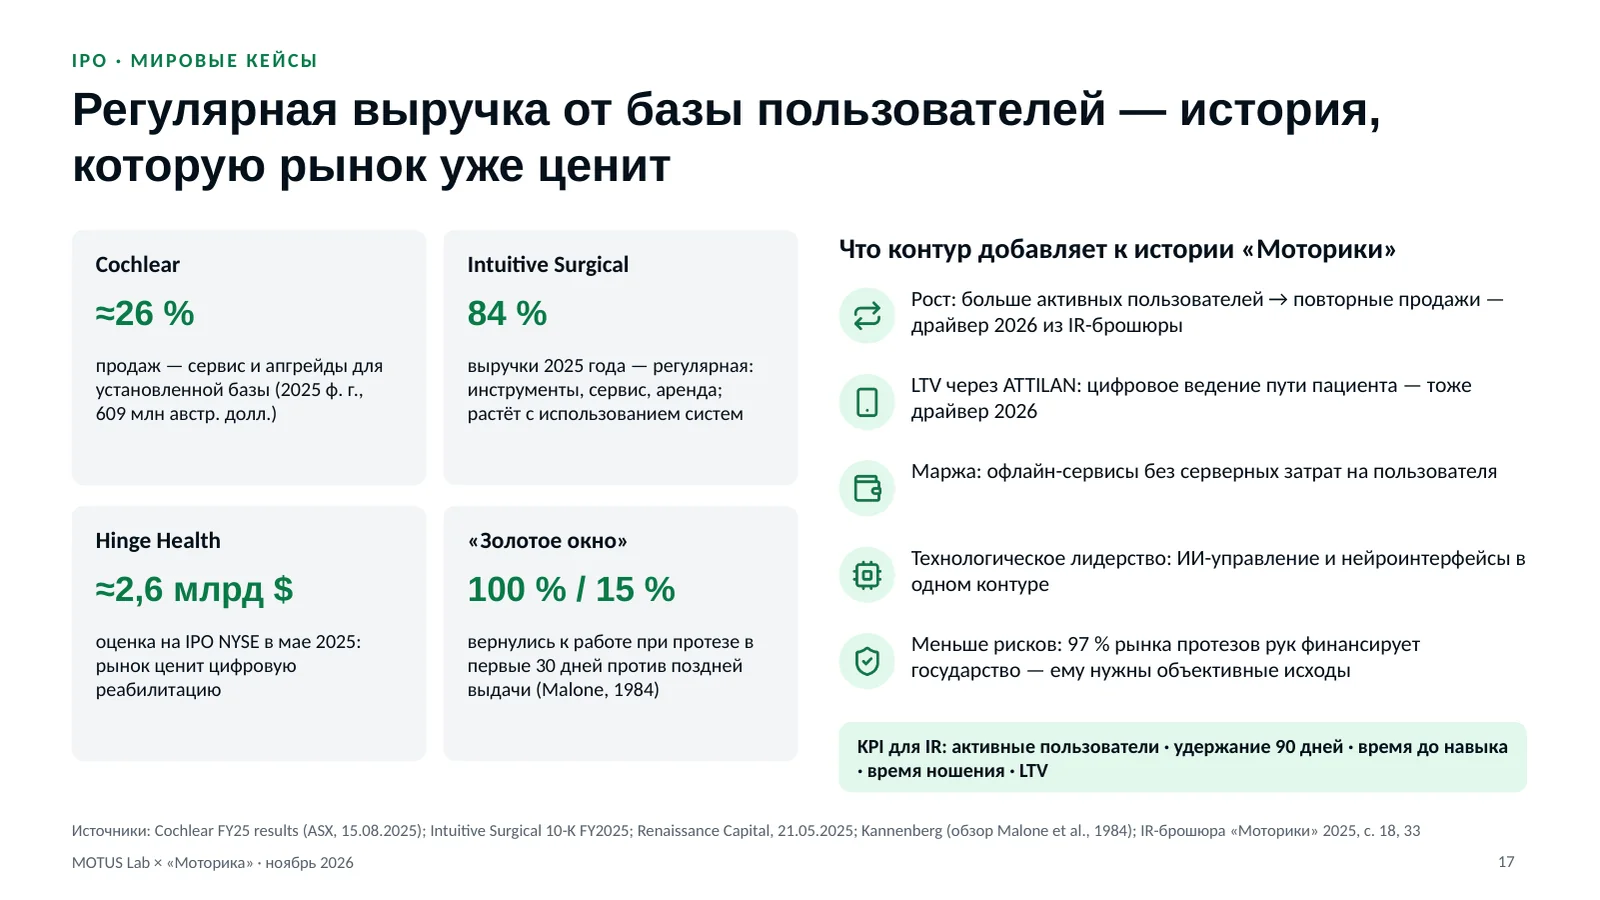 IPO · МИРОВЫЕ КЕЙСЫ
Регулярная выручка от базы пользователей — история,
которую рынок уже ценит
Cochlear
≈26 %
продаж — сервис и апгрейды для
установленной базы (2025 ф. г.,
609 млн австр. долл.)
Intuitive Surgical
84 %
выручки 2025 года — регулярная:
инструменты, сервис, аренда;
растёт с использованием систем
Hinge Health
≈2,6 млрд $
оценка на IPO NYSE в мае 2025:
рынок ценит цифровую
реабилитацию
«Золотое окно»
100 % / 15 %
вернулись к работе при протезе в
первые 30 дней против поздней
выдачи (Malone, 1984)
Что контур добавляет к истории «Моторики»
Рост: больше активных пользователей → повторные продажи —
драйвер 2026 из IR-брошюры
LTV через ATTILAN: цифровое ведение пути пациента — тоже
драйвер 2026
Маржа: офлайн-сервисы без серверных затрат на пользователя
Технологическое лидерство: ИИ-управление и нейроинтерфейсы в
одном контуре
Меньше рисков: 97 % рынка протезов рук финансирует
государство — ему нужны объективные исходы
KPI для IR: активные пользователи · удержание 90 дней · время до навыка
· время ношения · LTV
Источники: Cochlear FY25 results (ASX, 15.08.2025); Intuitive Surgical 10-K FY2025; Renaissance Capital, 21.05.2025; Kannenberg (обзор Malone et al., 1984); IR-брошюра «Моторики» 2025, с. 18, 33
MOTUS Lab × «Моторика» · ноябрь 2026
17